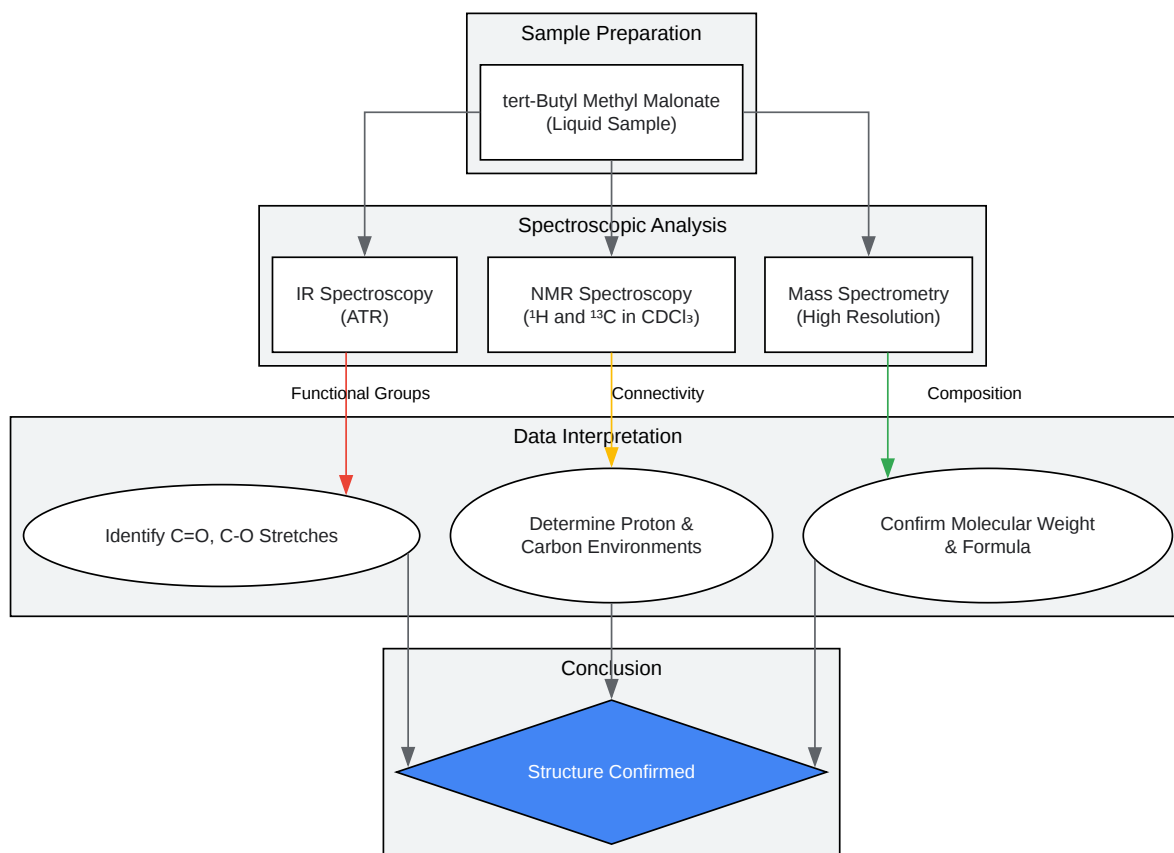 Sample Preparation
tert-Butyl Methyl Malonate
(Liquid Sample)
Spectroscopic Analysis
IR Spectroscopy
(ATR)
NMR Spectroscopy
(¹H and ¹³C in CDCl₃)
Mass Spectrometry
(High Resolution)
Functional Groups
Connectivity
Composition
Data Interpretation
Identify C=O, C-O Stretches
Determine Proton &
Carbon Environments
Confirm Molecular Weight
& Formula
Conclusion
Structure Confirmed